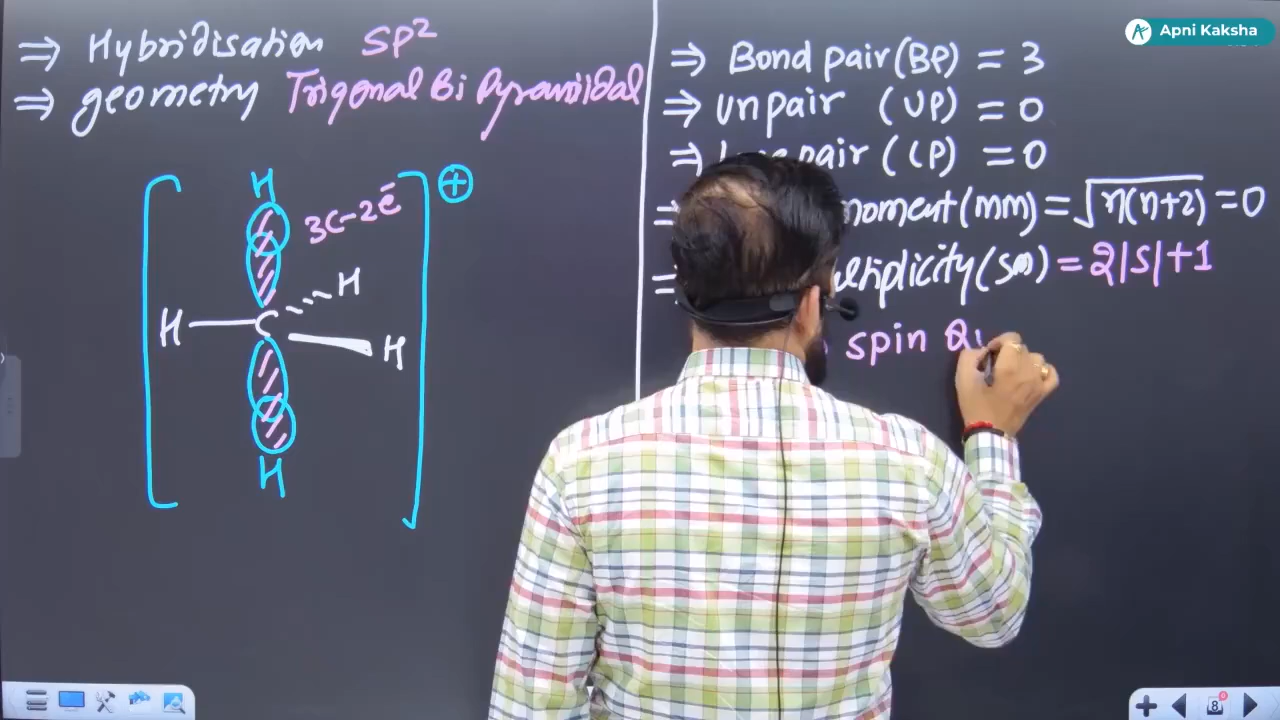 ⇒ Hybridisation SP²
⇒ geometry Trigonal Bi Pyramidal
H
3C-2ē
⊕
H
H C
H
H
Apni Kaksha
⇒ Bond pair (BP) = 3
⇒ Unpair (UP) = 0
⇒ pair (LP) = 0
moment (mm) = √n(n+2) = 0
(SM) = 2|S|+1
spin
8